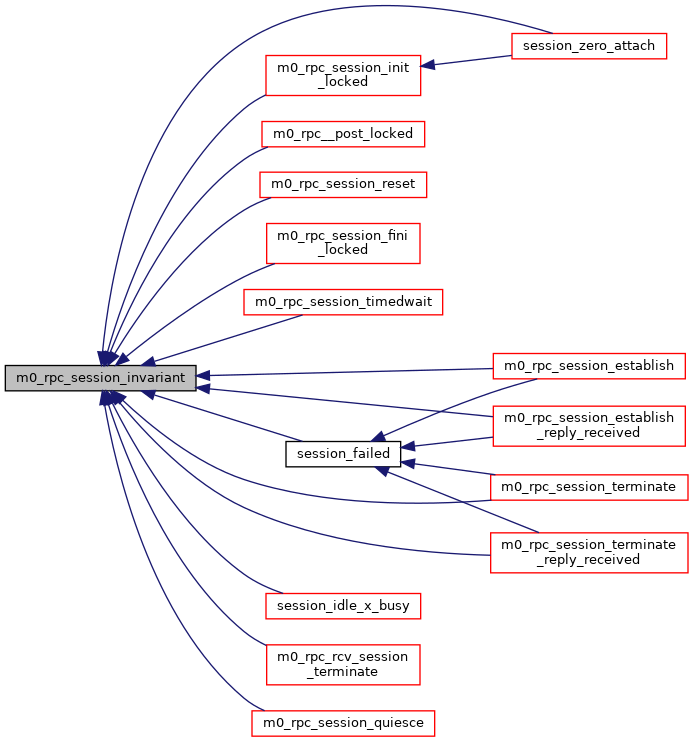 session_zero_attach
m0_rpc_session_init
_locked
m0_rpc__post_locked
m0_rpc_session_reset
m0_rpc_session_fini
_locked
m0_rpc_session_timedwait
m0_rpc_session_establish
m0_rpc_session_invariant
m0_rpc_session_establish
_reply_received
session_failed
m0_rpc_session_terminate
m0_rpc_session_terminate
_reply_received
session_idle_x_busy
m0_rpc_rcv_session
_terminate
m0_rpc_session_quiesce